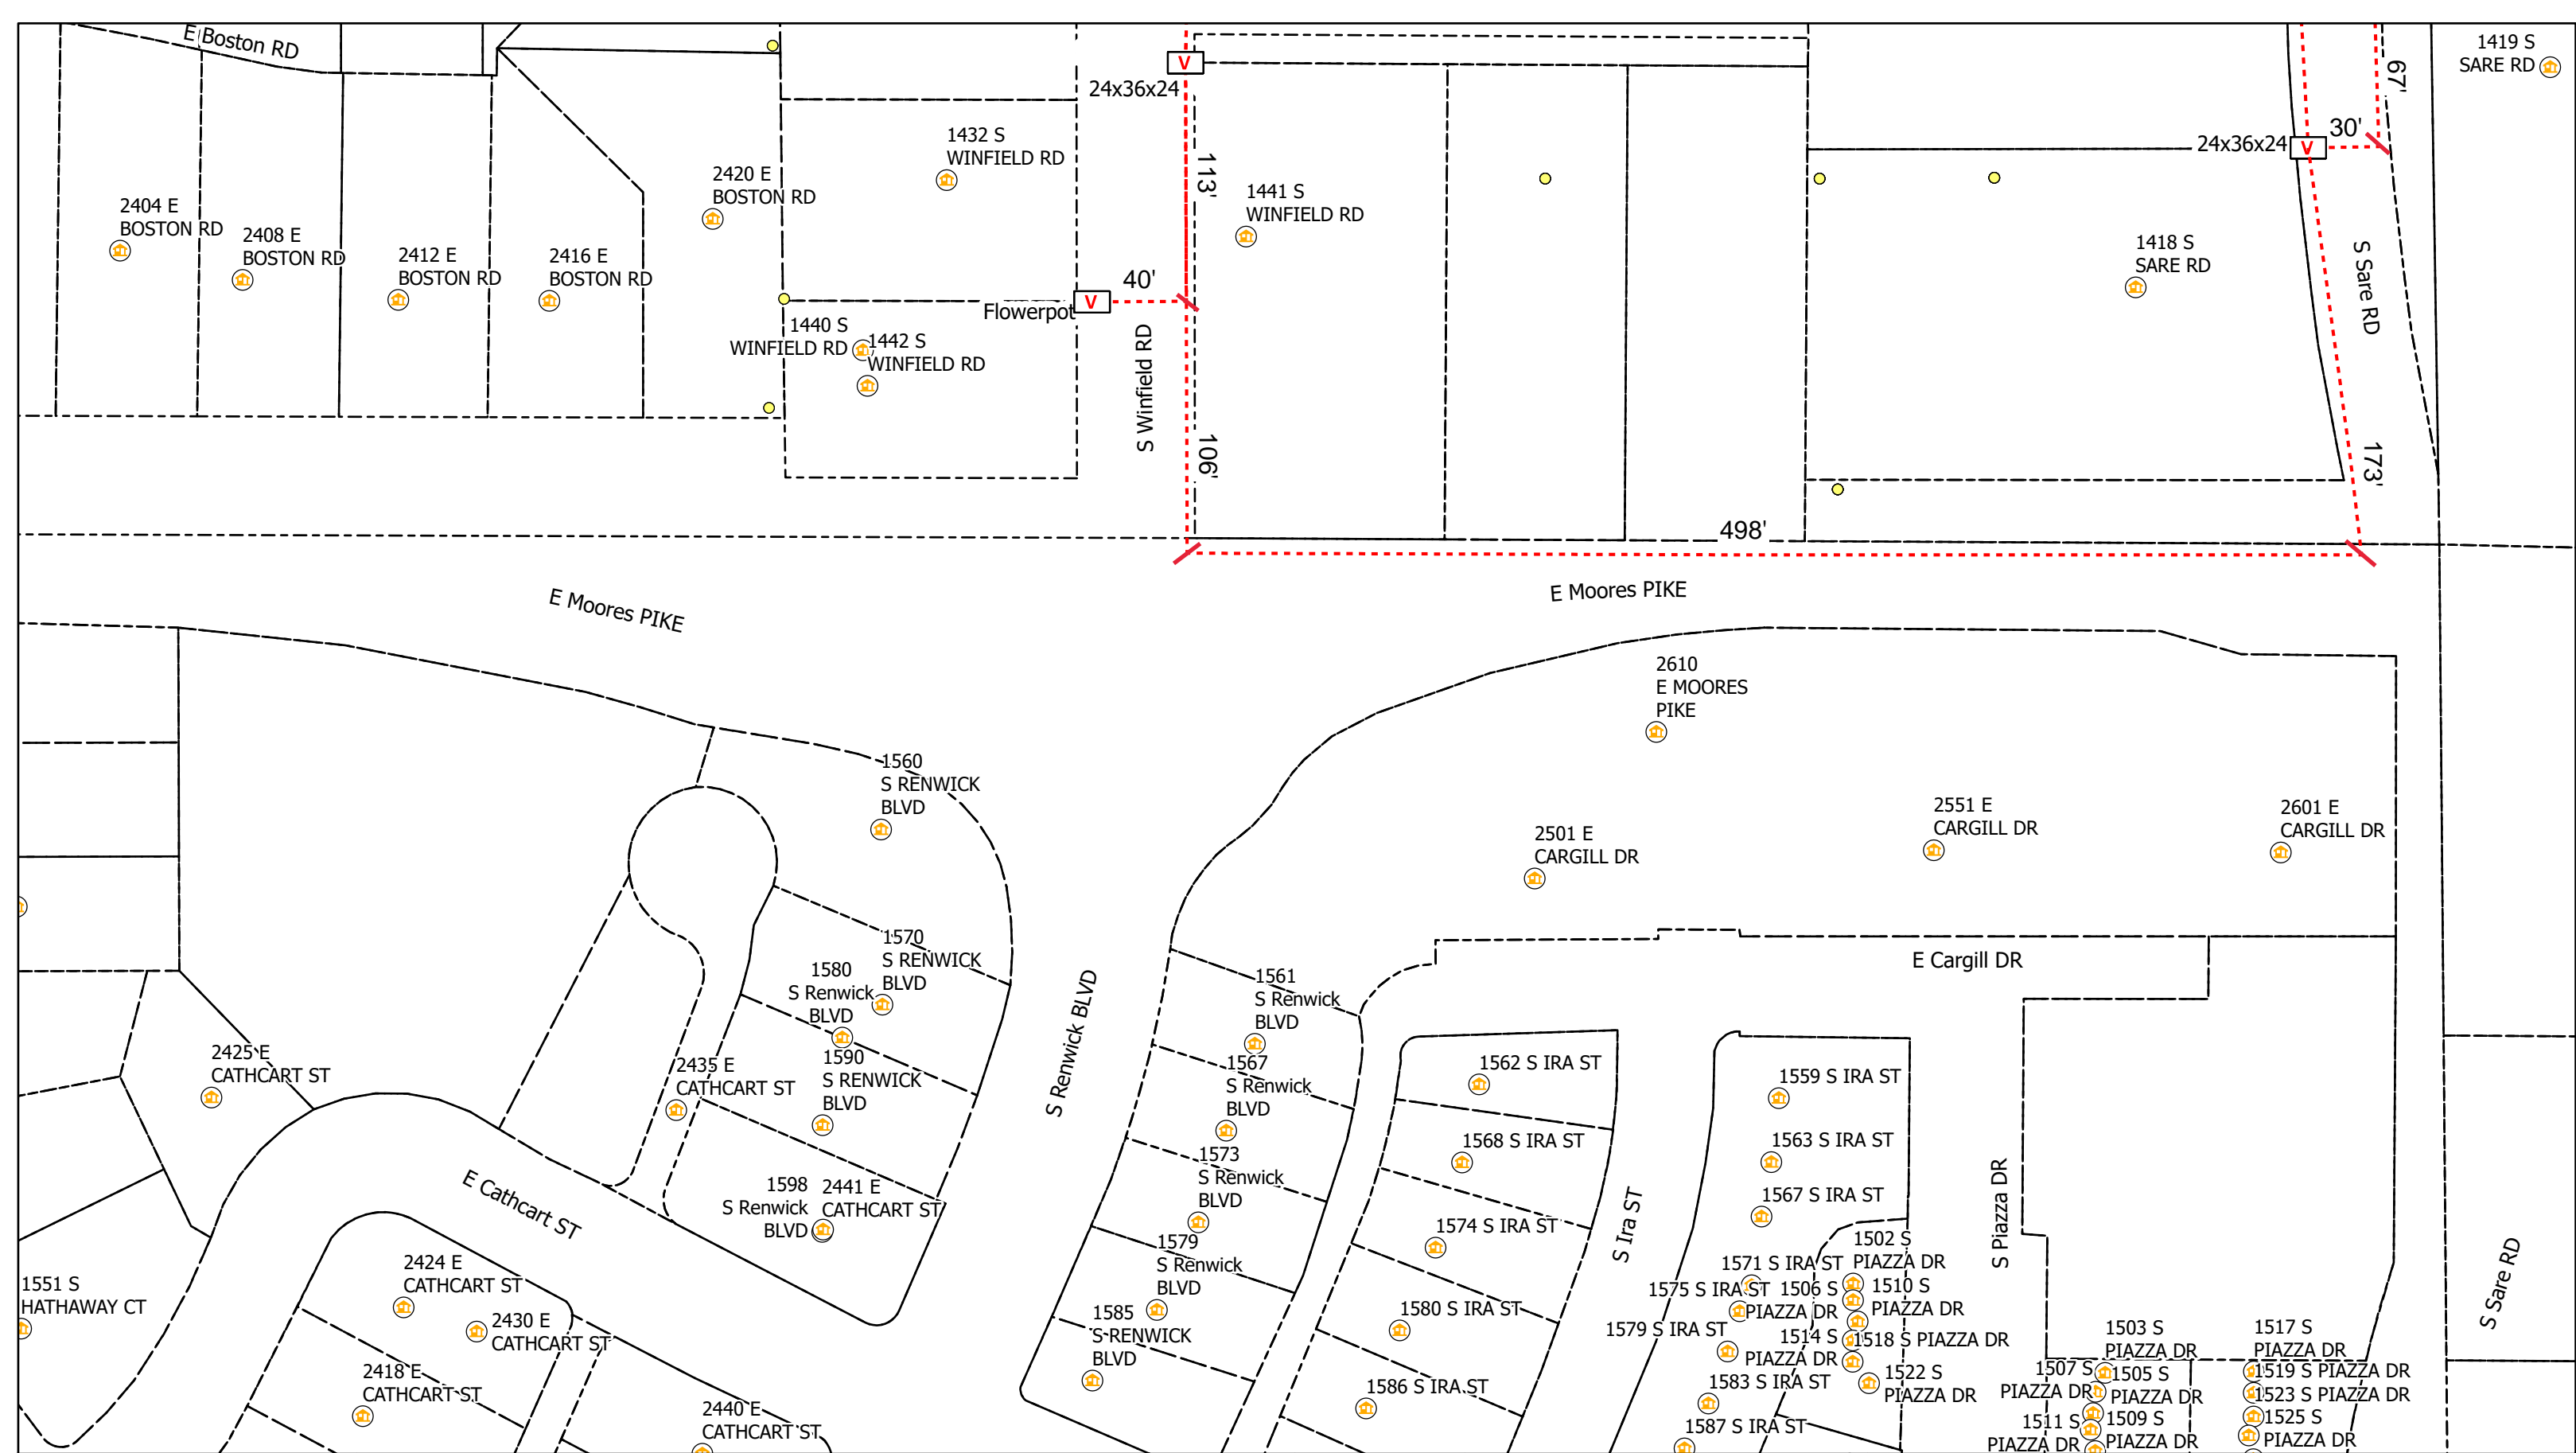 E Boston RD
1419 S
SARE RD
67'
V
24x36x24
1432 S
WINFIELD RD
113'
30'
24x36x24
V
2420 E
BOSTON RD
1441 S
WINFIELD RD
2404 E
BOSTON RD
2408 E
BOSTON RD
2412 E
BOSTON RD
2416 E
BOSTON RD
1418 S
SARE RD
S Sare RD
40'
V
Flowerpot
1440 S
WINFIELD RD
1442 S
WINFIELD RD
S Winfield RD
106'
173'
498'
E Moores PIKE
E Moores PIKE
2610
E MOORES
PIKE
1560
S RENWICK
BLVD
2501 E
CARGILL DR
2551 E
CARGILL DR
2601 E
CARGILL DR
1570
S RENWICK
BLVD
1580
S Renwick
BLVD
E Cargill DR
1561
S Renwick
BLVD
S Renwick BLVD
2425 E
CATHCART ST
2435 E
CATHCART ST
1590
S RENWICK
BLVD
1567
S Renwick
BLVD
1562 S IRA ST
1559 S IRA ST
1568 S IRA ST
1563 S IRA ST
1573
S Renwick
BLVD
1567 S IRA ST
S Piazza DR
E Cathcart ST
1598
S Renwick
BLVD
2441 E
CATHCART ST
1574 S IRA ST
S Ira ST
1579
S Renwick
BLVD
1502 S
PIAZZA DR
1571 S IRA ST
1575 S IRA ST
1506 S
PIAZZA DR
1510 S
PIAZZA DR
2424 E
CATHCART ST
1551 S
HATHAWAY CT
2430 E
CATHCART ST
1585
S RENWICK
BLVD
1580 S IRA ST
1579 S IRA ST
1514 S
PIAZZA DR
1518 S PIAZZA DR
S Sare RD
1503 S
PIAZZA DR
1517 S
PIAZZA DR
2418 E
CATHCART ST
1586 S IRA ST
1583 S IRA ST
1522 S
PIAZZA DR
1507 S
PIAZZA DR
1505 S
PIAZZA DR
1519 S PIAZZA DR
1523 S PIAZZA DR
2440 E
CATHCART ST
1587 S IRA ST
1511 S
PIAZZA DR
1509 S
PIAZZA DR
1525 S
PIAZZA DR